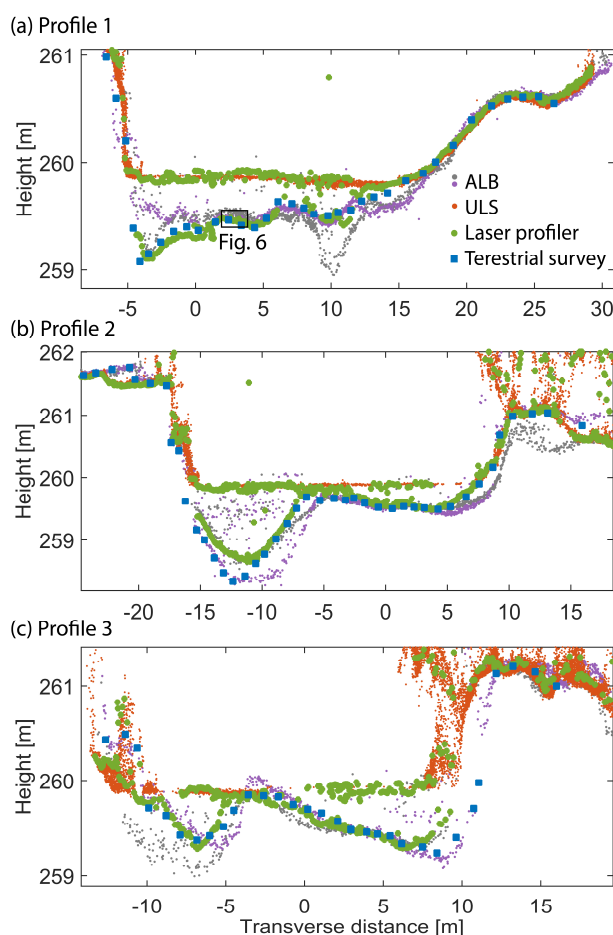 (a) Profile 1
261
260
259
Height [m]
ALB
ULS
Laser profiler
Terestrial survey
Fig. 6
-5 0 5 10 15 20 25 30
(b) Profile 2
262
261
260
259
Height [m]
-20 -15 -10 -5 0 5 10 15
(c) Profile 3
261
260
259
Height [m]
-10 -5 0 5 10 15
Transverse distance [m]